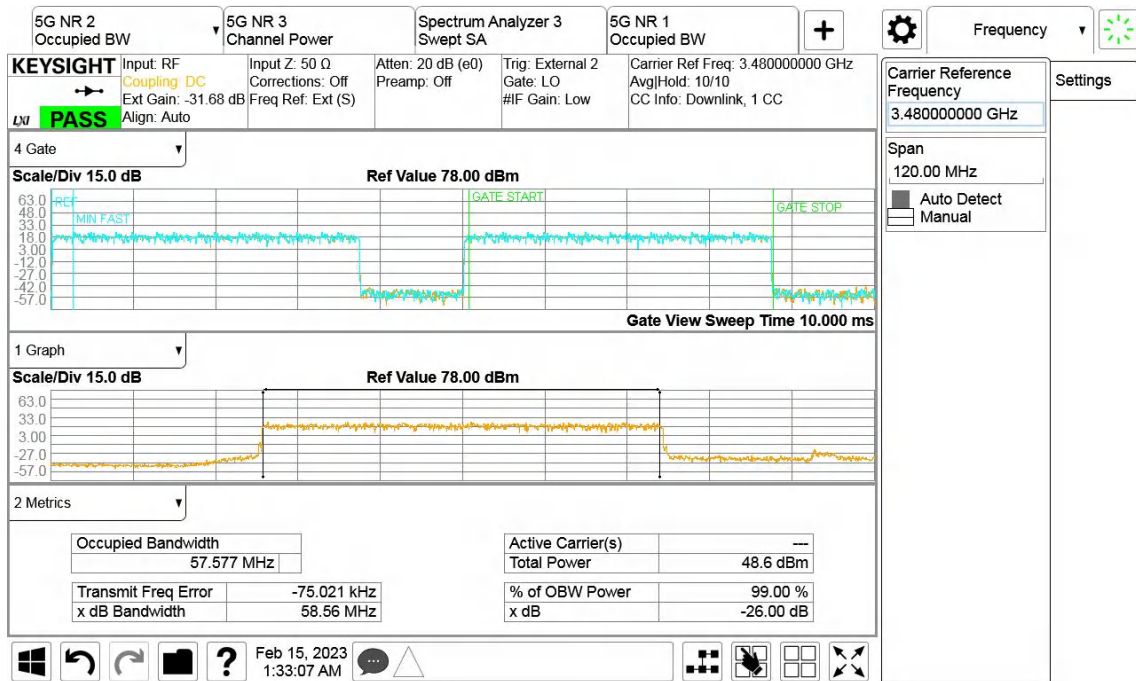 5G NR 2
Occupied BW
5G NR 3
Channel Power
Spectrum Analyzer 3
Swept SA
5G NR 1
Occupied BW
Frequency
KEYSIGHT
LXI
PASS
Input: RF
Coupling: DC
Ext Gain: -31.68 dB
Align: Auto
Input Z: 50 Ω
Corrections: Off
Freq Ref: Ext (S)
Atten: 20 dB (e0)
Preamp: Off
Trig: External 2
Gate: LO
#IF Gain: Low
Carrier Ref Freq: 3.480000000 GHz
Avg|Hold: 10/10
CC Info: Downlink, 1 CC
Carrier Reference
Frequency
3.480000000 GHz
Span
120.00 MHz
Auto Detect
Manual
Settings
4 Gate
Scale/Div 15.0 dB
Ref Value 78.00 dBm
63.0
48.0
33.0
18.0
3.00
-12.0
-27.0
-42.0
-57.0
REF
MIN FAST
GATE START
GATE STOP
Gate View Sweep Time 10.000 ms
1 Graph
Scale/Div 15.0 dB
Ref Value 78.00 dBm
63.0
33.0
3.00
-27.0
-57.0
2 Metrics
Occupied Bandwidth
57.577 MHz
Transmit Freq Error -75.021 kHz
x dB Bandwidth 58.56 MHz
Active Carrier(s) ---
Total Power 48.6 dBm
% of OBW Power 99.00 %
x dB -26.00 dB
?
Feb 15, 2023
1:33:07 AM